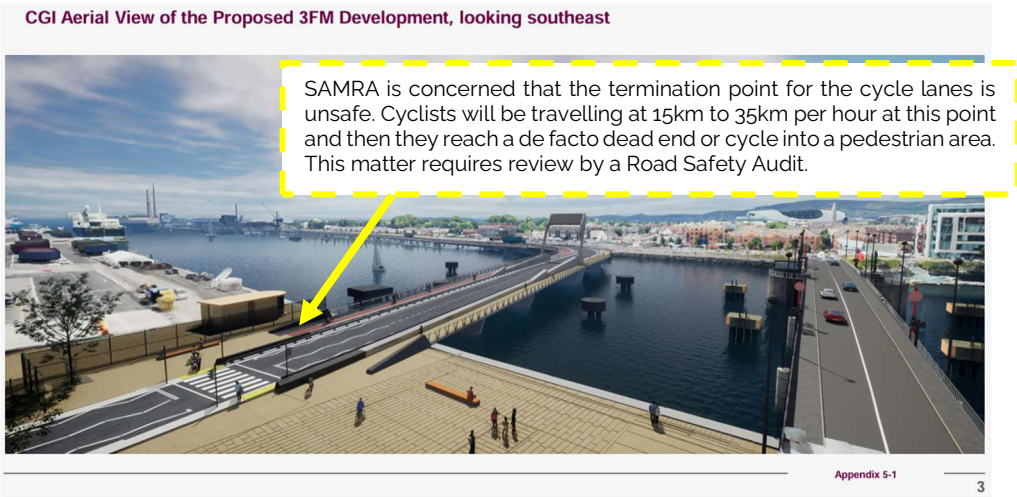 CGI Aerial View of the Proposed 3FM Development, looking southeast
SAMRA is concerned that the termination point for the cycle lanes is
unsafe. Cyclists will be travelling at 15km to 35km per hour at this point
and then they reach a de facto dead end or cycle into a pedestrian area.
This matter requires review by a Road Safety Audit.
Appendix 5-1
3